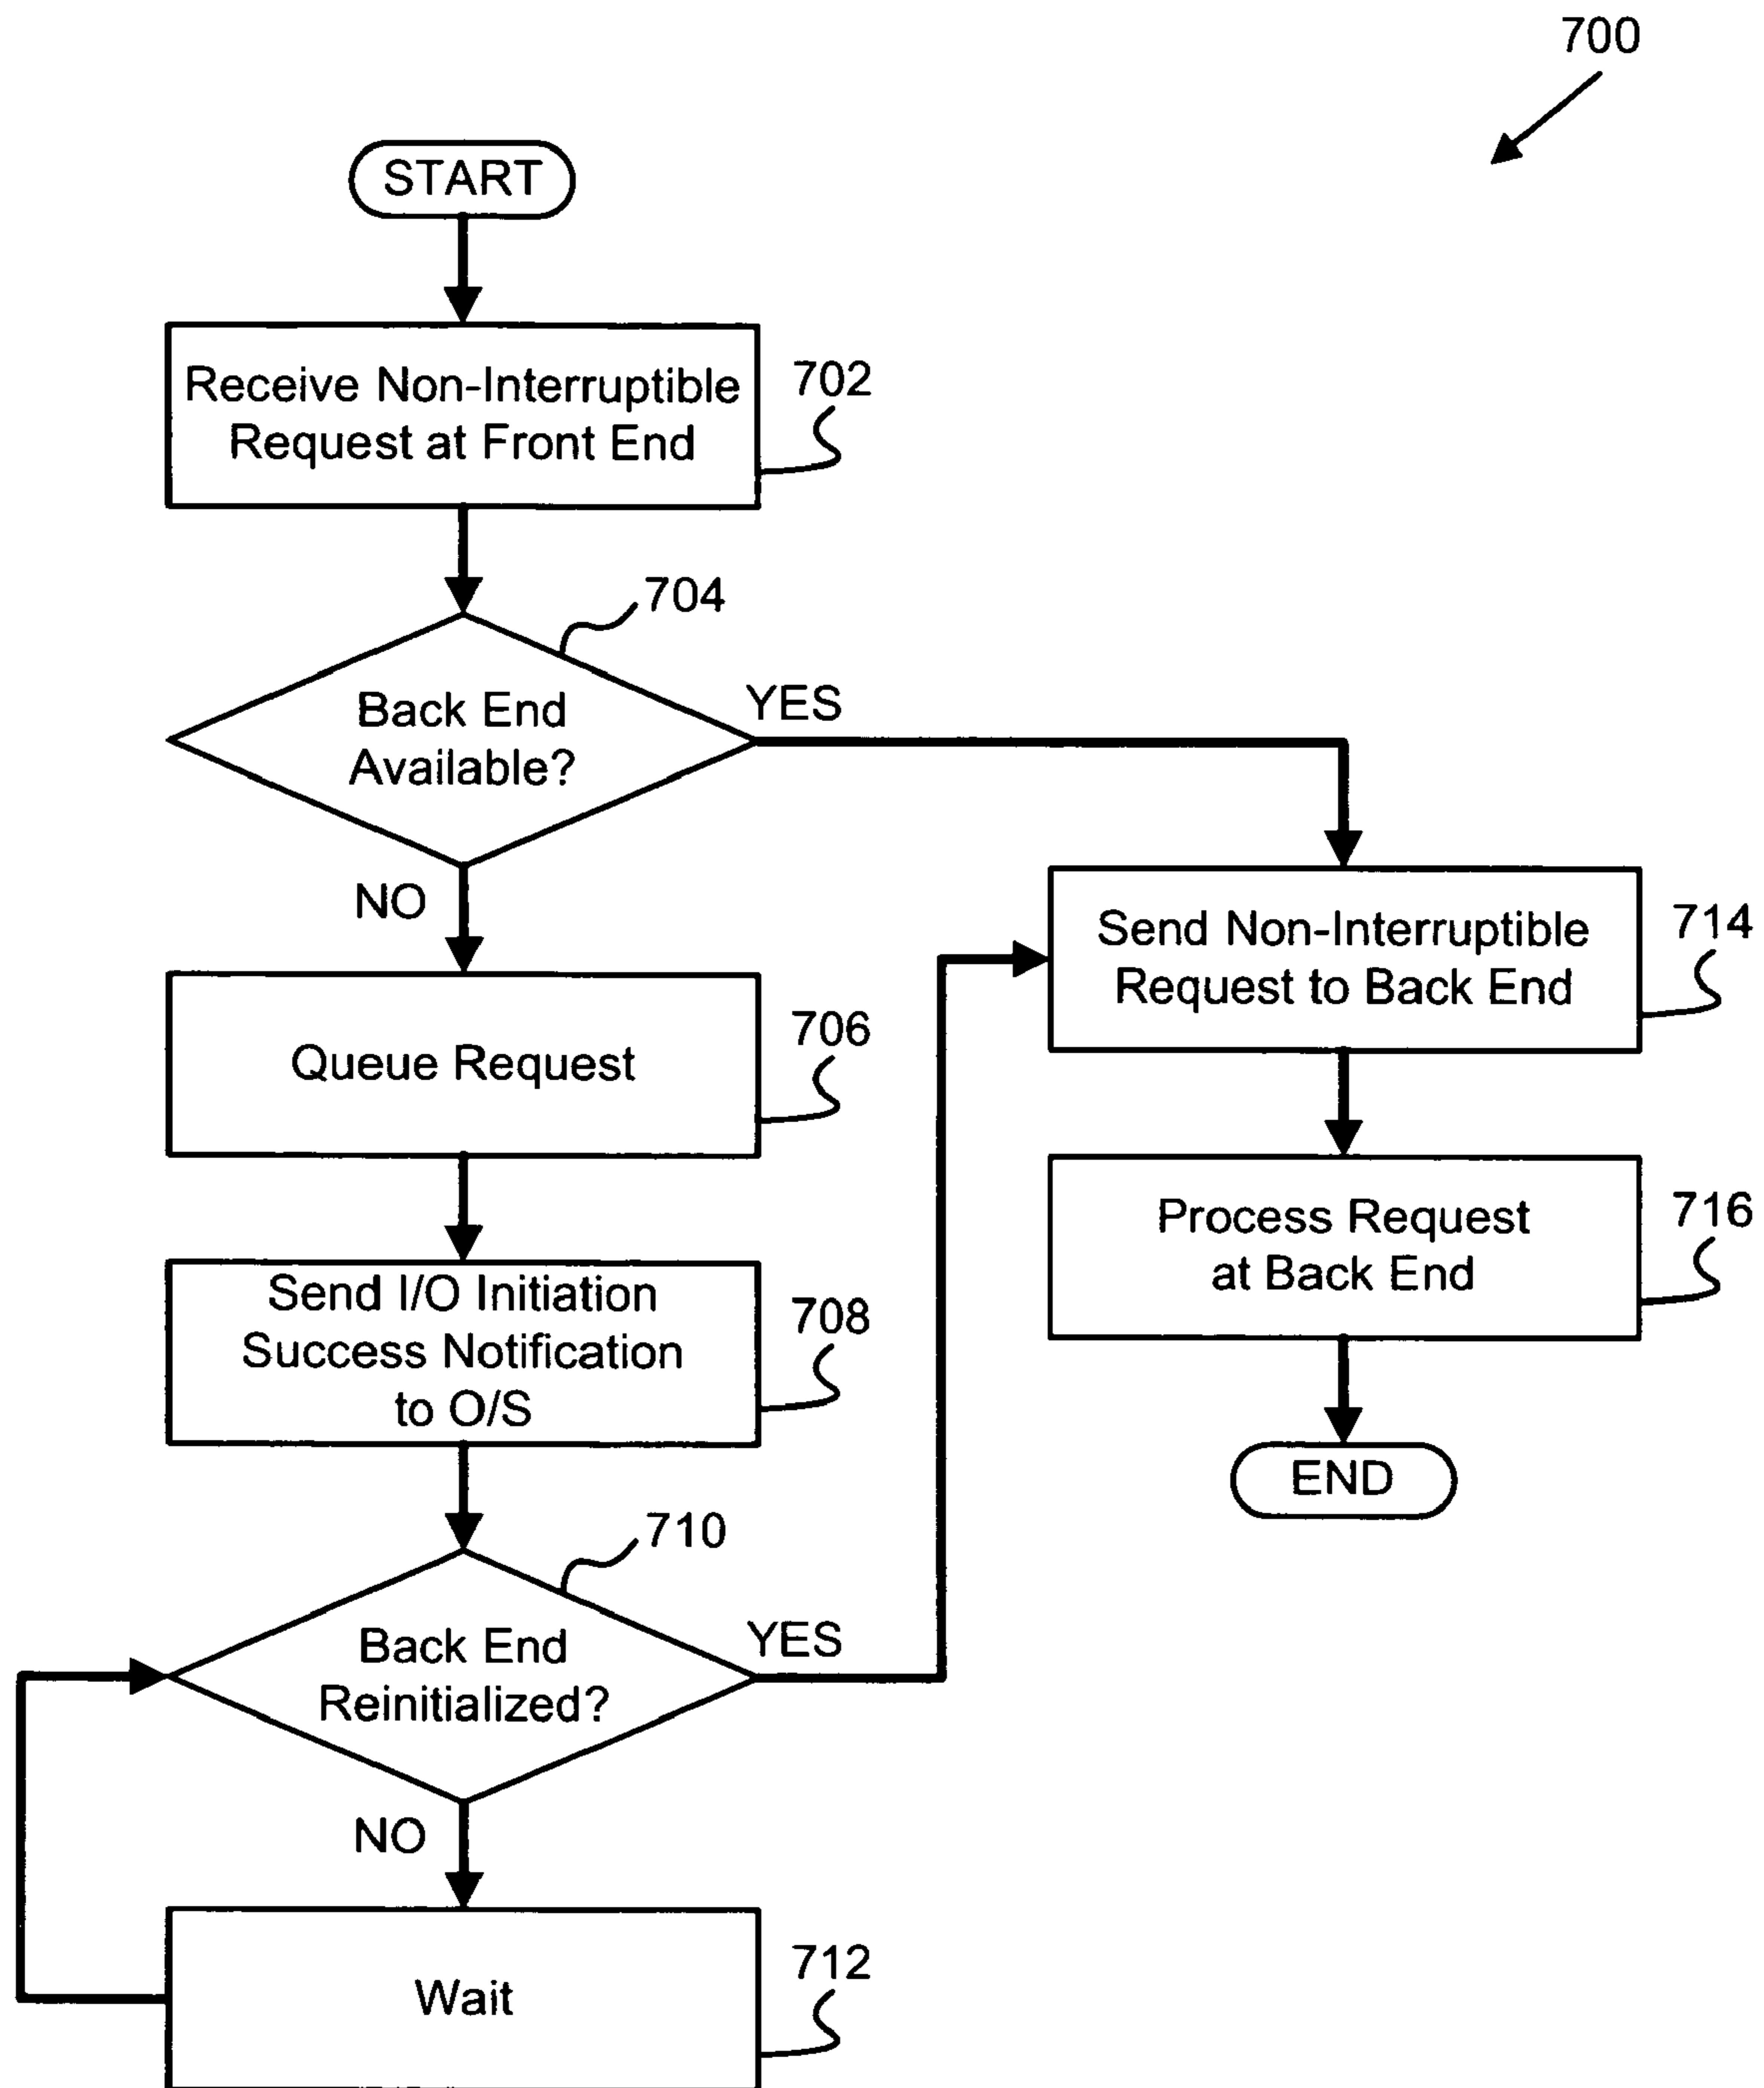 700
START
Receive Non-Interruptible
Request at Front End
702
704
Back End
Available?
YES
NO
Queue Request
706
Send I/O Initiation
Success Notification
to O/S
708
710
Back End
Reinitialized?
YES
NO
Wait
712
Send Non-Interruptible
Request to Back End
714
Process Request
at Back End
716
END